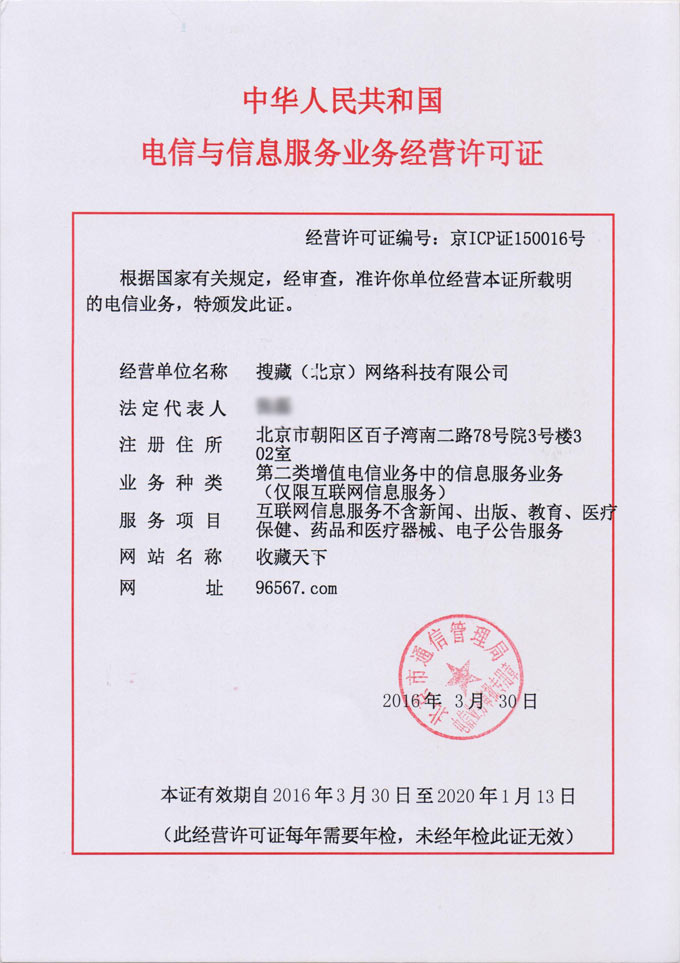 中华人民共和国
电信与信息服务业务经营许可证
经营许可证编号：京ICP证150016号
根据国家有关规定，经审查，准许你单位经营本证所载明
的电信业务，特颁发此证。
经营单位名称 搜藏（北京）网络科技有限公司
法定代表人
注册住所 北京市朝阳区百子湾南二路78号院3号楼3
02室
业务种类 第二类增值电信业务中的信息服务业务
（仅限互联网信息服务）
服务项目 互联网信息服务不含新闻、出版、教育、医疗
保健、药品和医疗器械、电子公告服务
网站名称 收藏天下
网址 96567.com
北京市通信管理局
2016年 3月 30日
本证有效期自2016年3月30日至2020年1月13日
（此经营许可证每年需要年检，未经年检此证无效）